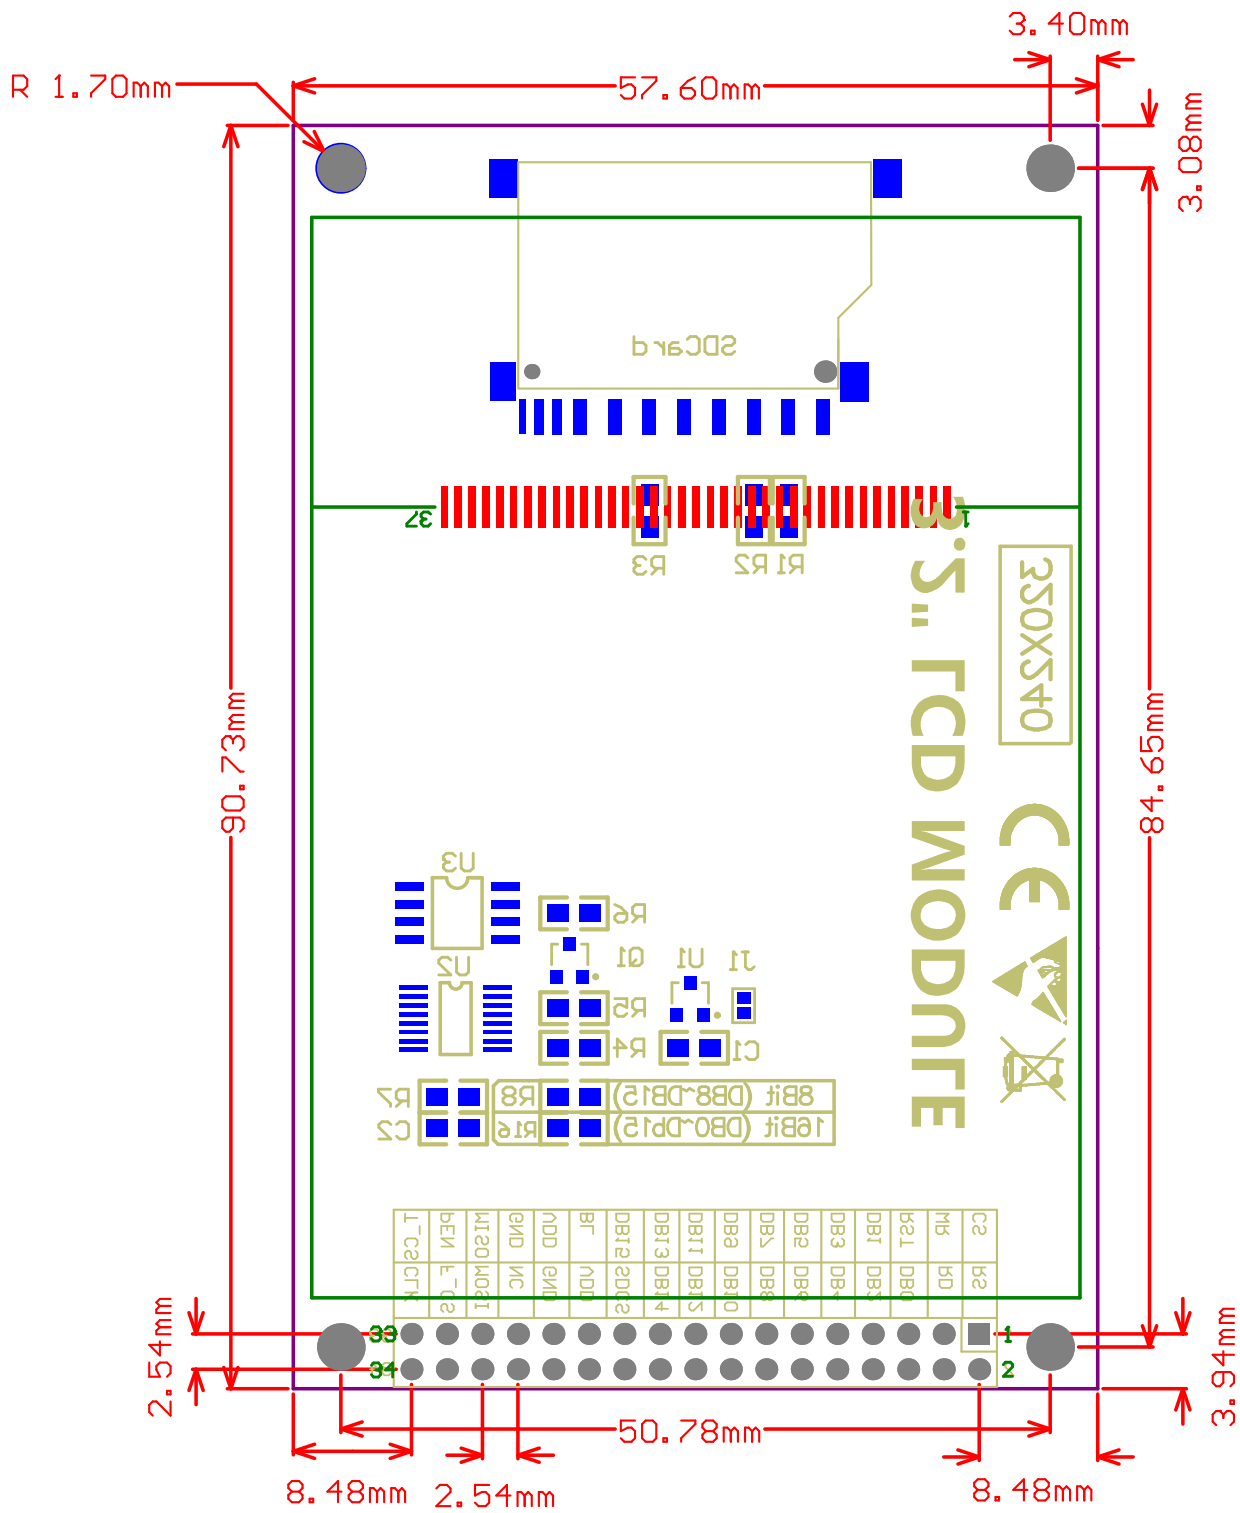 3.40mm
R 1.70mm
57.60mm
3.08mm
SDCard
37
1
R3
R2
R1
3.2" LCD MODULE
320X240
90.73mm
84.65mm
U3
R6
Q1
U1
J1
U2
R5
R4
C1
R7
R8
8Bit (DB8~DB15)
C2
R16
16Bit (DB0~Db15)
T_CS
PEN
MISO
GND
VDD
BL
DB15
DB13
DB11
DB9
DB7
DB5
DB3
DB1
RST
WR
CS
CLK
F_CS
MOSI
NC
GND
VDD
SDCS
DB14
DB12
DB10
DB8
DB6
DB4
DB2
DB0
RD
RS
33
1
34
2
2.54mm
3.94mm
50.78mm
8.48mm
2.54mm
8.48mm